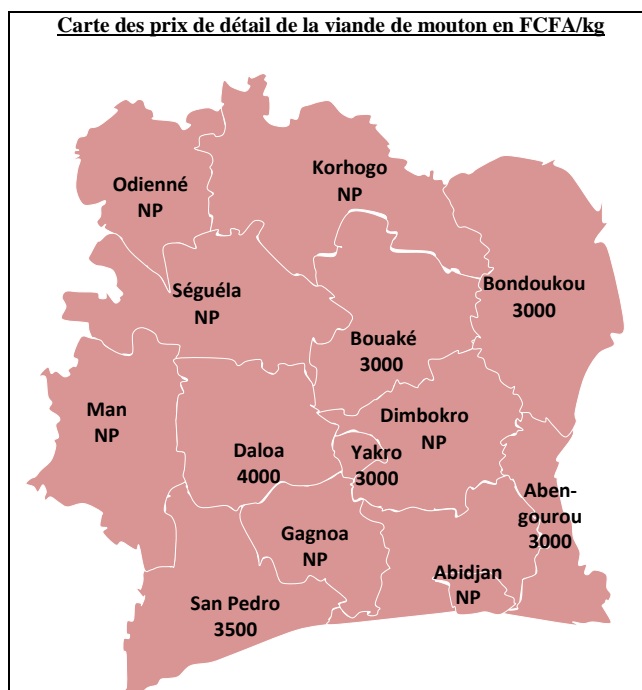 Carte des prix de détail de la viande de mouton en FCFA/kg
Odienné
NP
Korhogo
NP
Séguéla
NP
Bondoukou
3000
Bouaké
3000
Man
NP
Dimbokro
NP
Daloa
4000
Yakro
3000
Aben-
gourou
3000
Gagnoa
NP
Abidjan
NP
San Pedro
3500